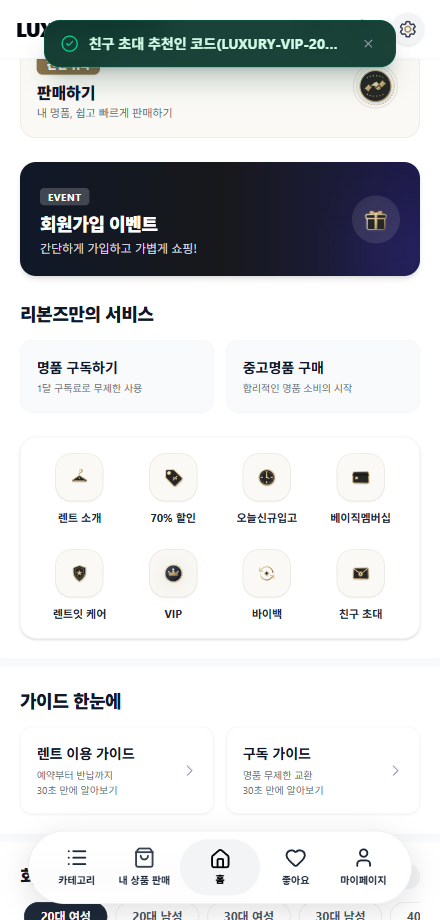 LUX
친구 초대 추천인 코드(LUXURY-VIP-20...
판매하기
내 명품, 쉽고 빠르게 판매하기
EVENT
회원가입 이벤트
간단하게 가입하고 가볍게 쇼핑!
리본즈만의 서비스
명품 구독하기
1달 구독료로 무제한 사용
중고명품 구매
합리적인 명품 소비의 시작
렌트 소개
70% 할인
오늘신규입고
베이직멤버십
렌트잇 케어
VIP
바이백
친구 초대
가이드 한눈에
렌트 이용 가이드
예약부터 반납까지
30초 만에 알아보기
구독 가이드
명품 무제한 교환
30초 만에 알아보기
카테고리
내 상품 판매
홈
좋아요
마이페이지
20대 여성
20대 남성
30대 여성
30대 남성
40